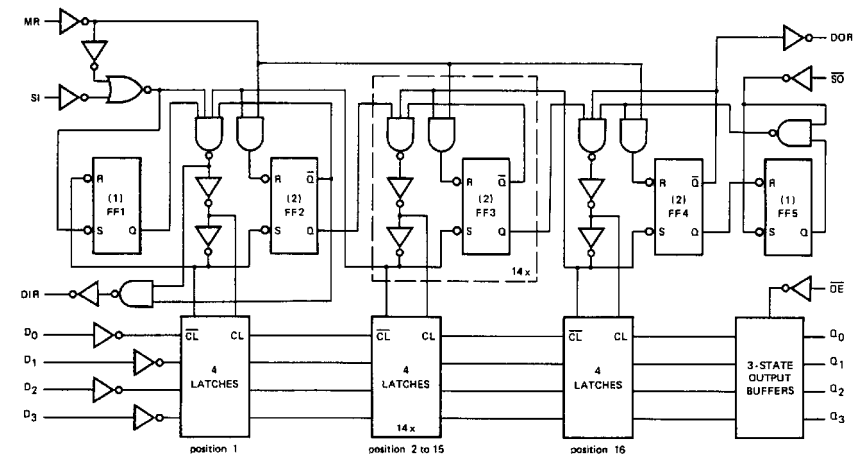 MR
DOR
SO
SI
R
(1)
FF1
S
Q
R
Q
(2)
FF2
S
Q
R
Q
(2)
FF3
S
Q
R
Q
(2)
FF4
S
Q
R
(1)
FF5
S
Q
14x
DIR
OE
D0
D1
D2
D3
CL
CL
4
LATCHES
CL
CL
4
LATCHES
14x
CL
CL
4
LATCHES
3-STATE
OUTPUT
BUFFERS
Q0
Q1
Q2
Q3
position 1
position 2 to 15
position 16